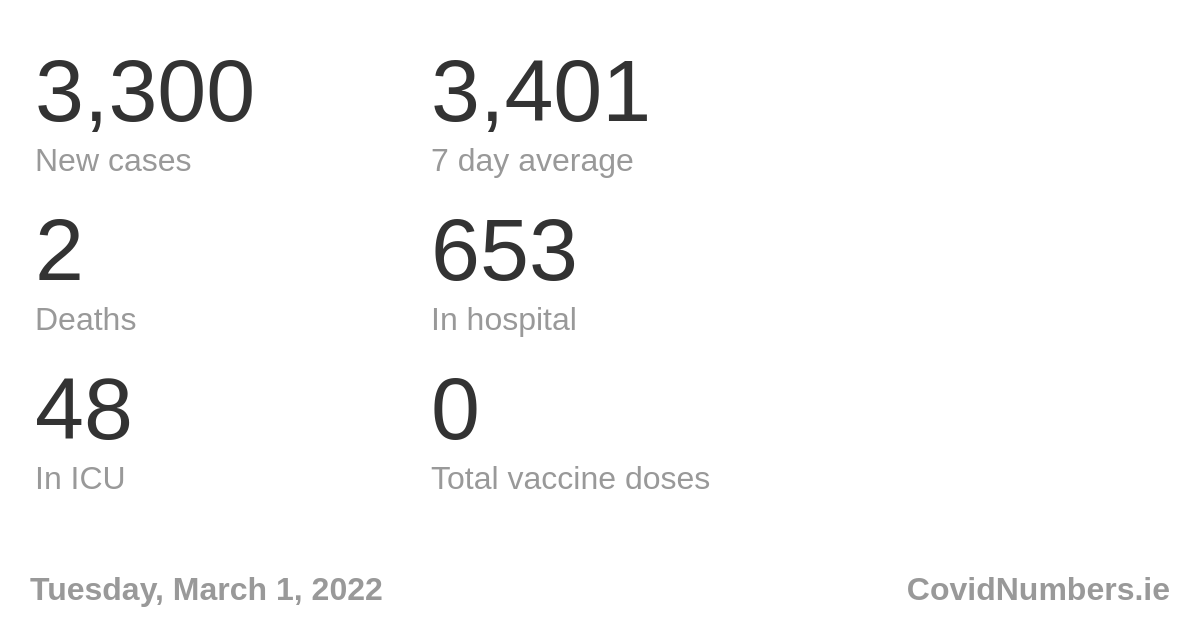 3,300 3,401
New cases 7 day average
2 653
Deaths In hospital
48 0
In ICU Total vaccine doses
Tuesday, March 1, 2022 CovidNumbers.ie